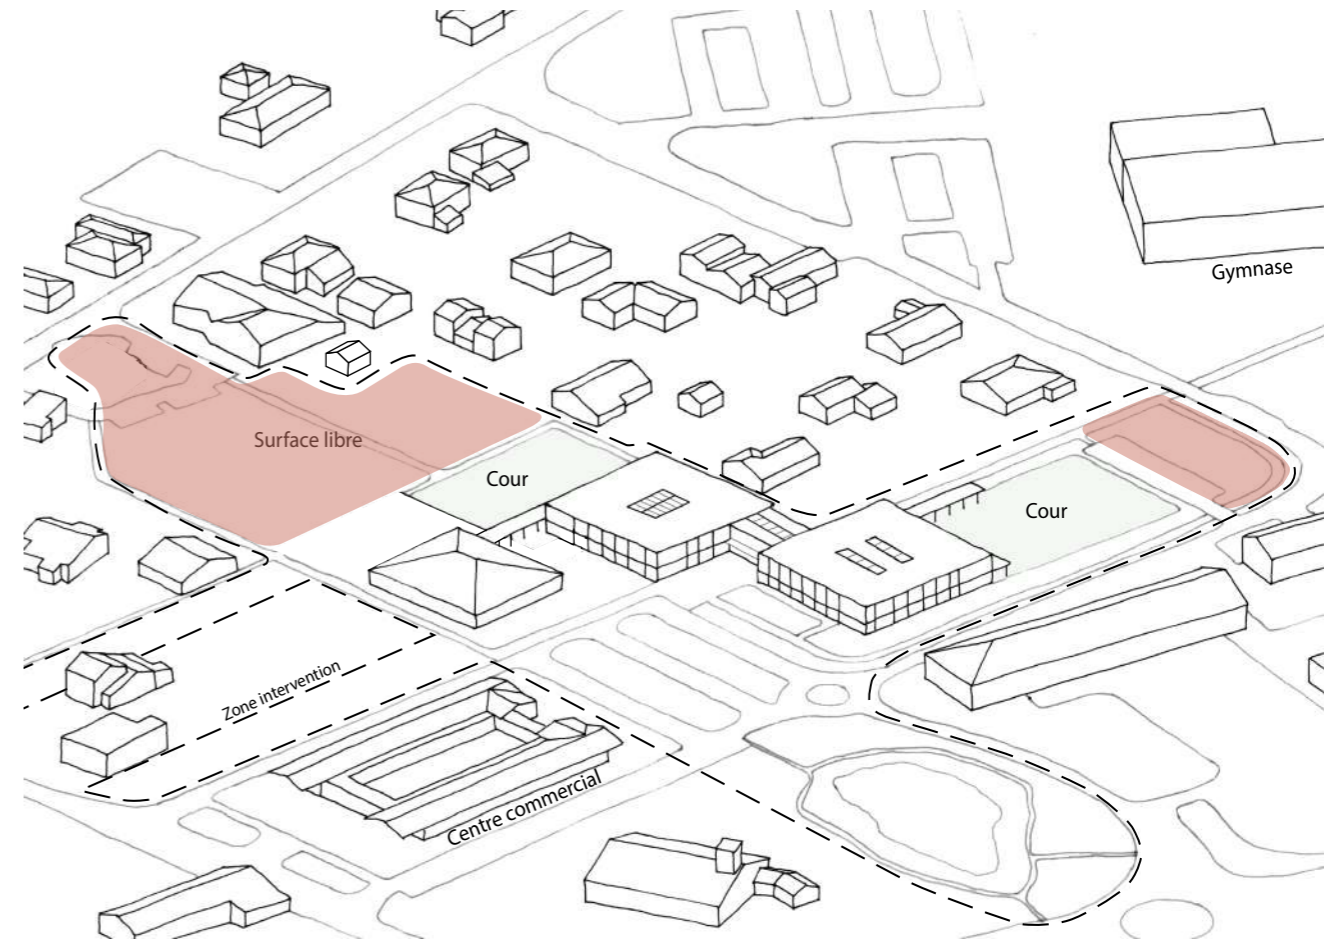 Gymnase
Surface libre
Cour
Cour
Zone intervention
Centre commercial